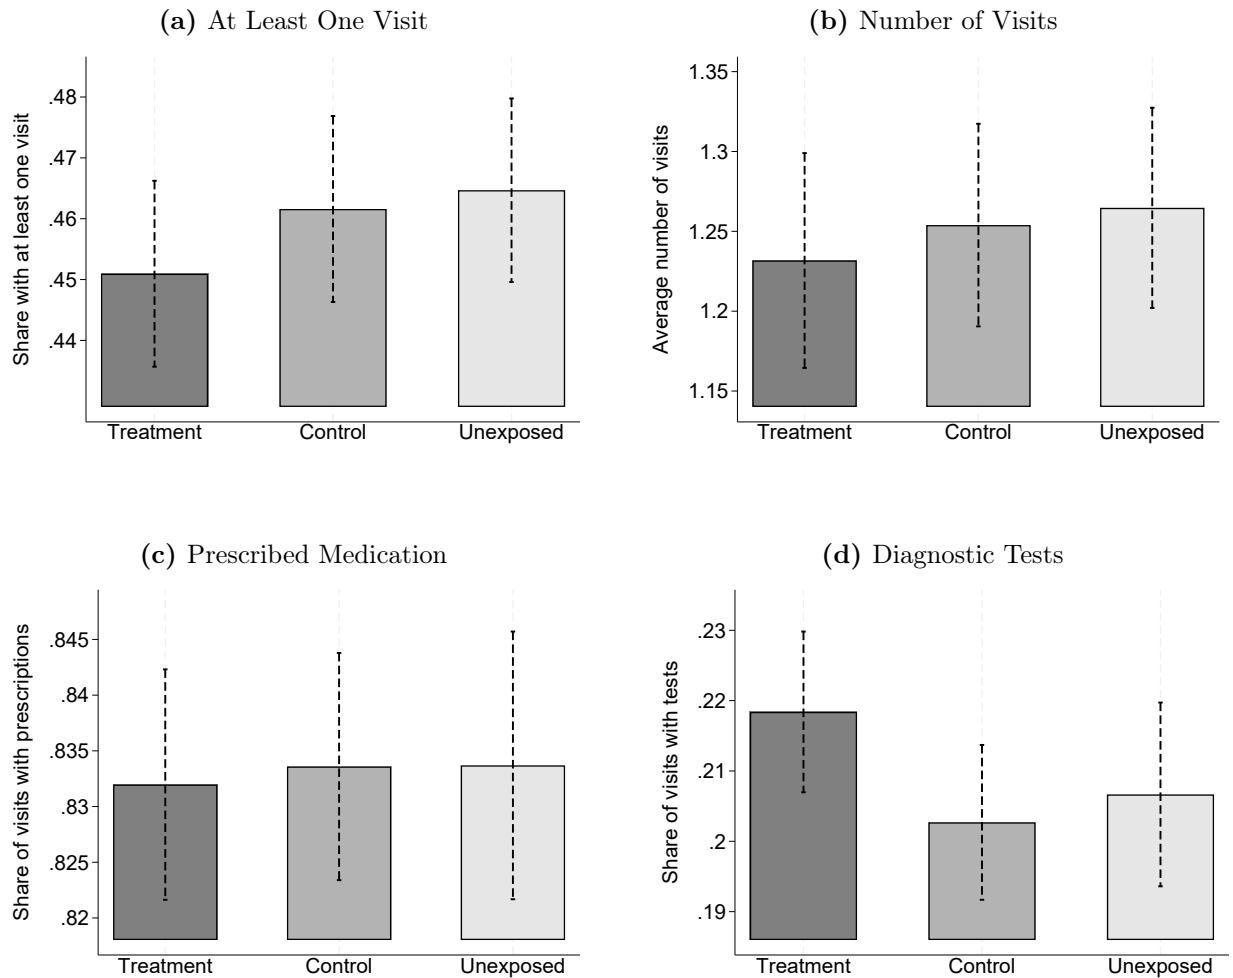 (a) At Least One Visit
Share with at least one visit
.48
.47
.46
.45
.44
Treatment Control Unexposed
(b) Number of Visits
Average number of visits
1.35
1.3
1.25
1.2
1.15
Treatment Control Unexposed
(c) Prescribed Medication
Share of visits with prescriptions
.845
.84
.835
.83
.825
.82
Treatment Control Unexposed
(d) Diagnostic Tests
Share of visits with tests
.23
.22
.21
.2
.19
Treatment Control Unexposed